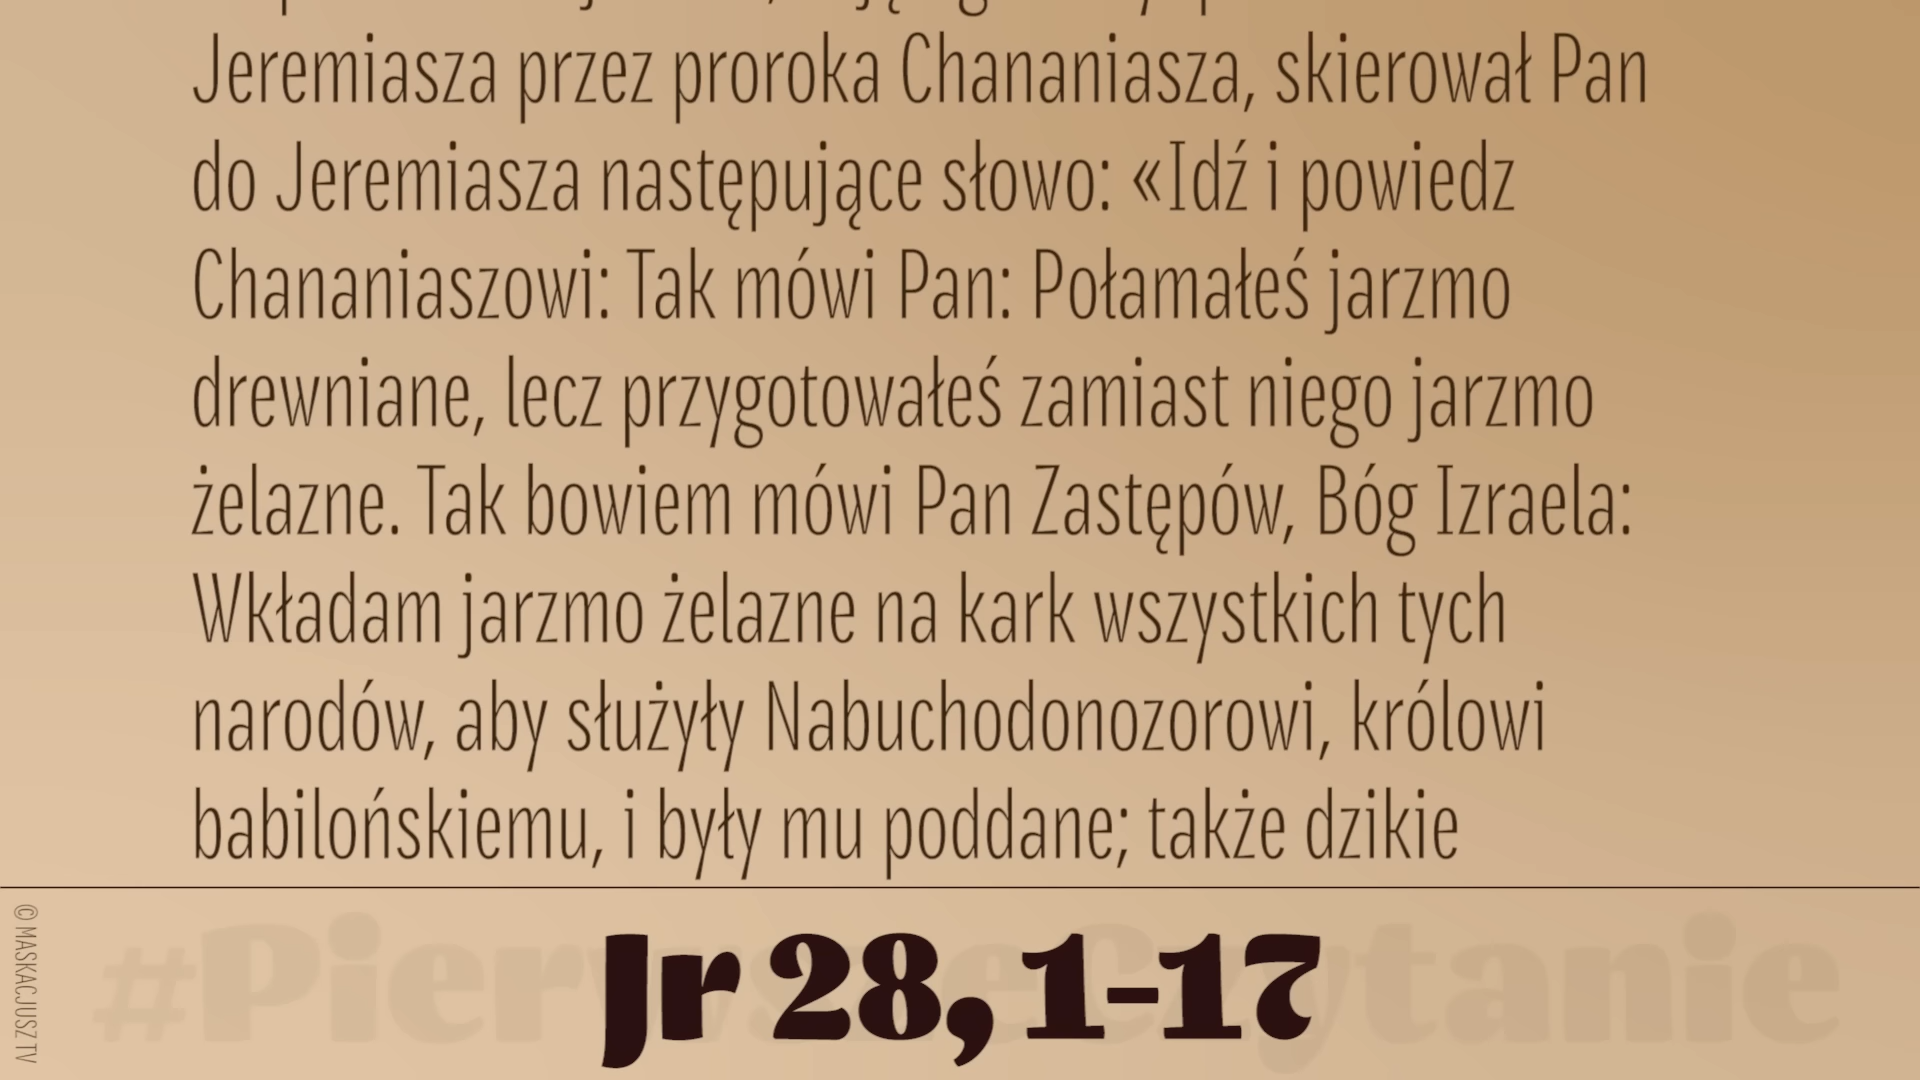 Jeremiasza przez proroka Chananiasza, skierował Pan
do Jeremiasza następujące słowo: «Idź i powiedz
Chananiaszowi: Tak mówi Pan: Połamałeś jarzmo
drewniane, lecz przygotowałeś zamiast niego jarzmo
żelazne. Tak bowiem mówi Pan Zastępów, Bóg Izraela:
Wkładam jarzmo żelazne na kark wszystkich tych
narodów, aby służyły Nabuchodonozorowi, królowi
babilońskiemu, i były mu poddane; także dzikie
#PierwszeCzytanie
Jr 28, 1-17
© MASKACJUSZ TV